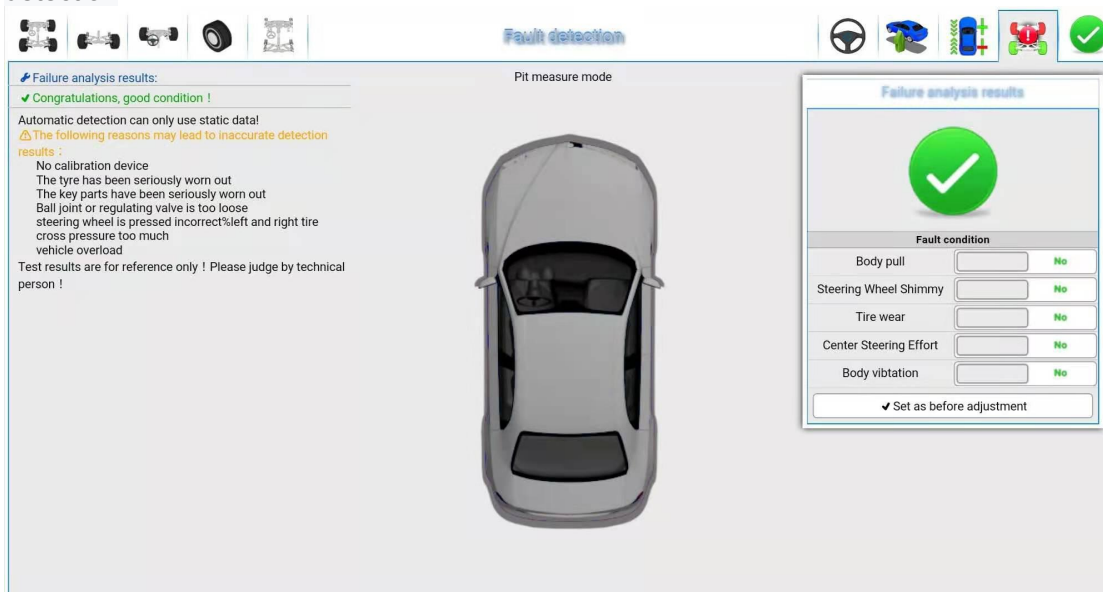 Fault detection
Failure analysis results:
Congratulations, good condition !
Automatic detection can only use static data!
The following reasons may lead to inaccurate detection
results :
No calibration device
The tyre has been seriously worn out
The key parts have been seriously worn out
Ball joint or regulating valve is too loose
steering wheel is pressed incorrect%left and right tire
cross pressure too much
vehicle overload
Test results are for reference only ! Please judge by technical
person !
Pit measure mode
Failure analysis results
Fault condition
Body pull No
Steering Wheel Shimmy No
Tire wear No
Center Steering Effort No
Body vibtation No
Set as before adjustment